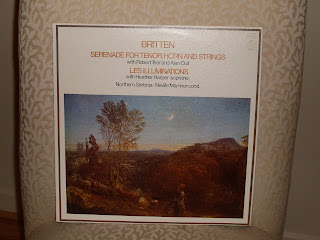 BRITTEN
SERENADE FOR TENOR, HORN AND STRINGS
with Robert Tear and Alan Civil
LES ILLUMINATIONS
with Heather Harper-soprano
Northern Sinfonia · Neville Marriner cond.